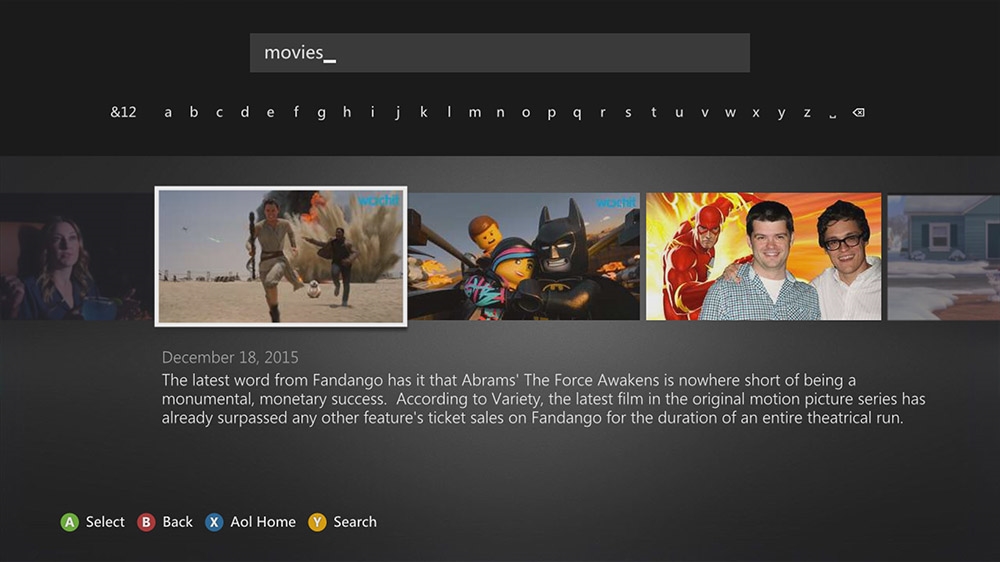 movies_
&12 a b c d e f g h i j k l m n o p q r s t u v w x y z ␣ ⌫
wochit
wochit
December 18, 2015
The latest word from Fandango has it that Abrams' The Force Awakens is nowhere short of being a
monumental, monetary success.  According to Variety, the latest film in the original motion picture series has
already surpassed any other feature's ticket sales on Fandango for the duration of an entire theatrical run.
A Select B Back X Aol Home Y Search